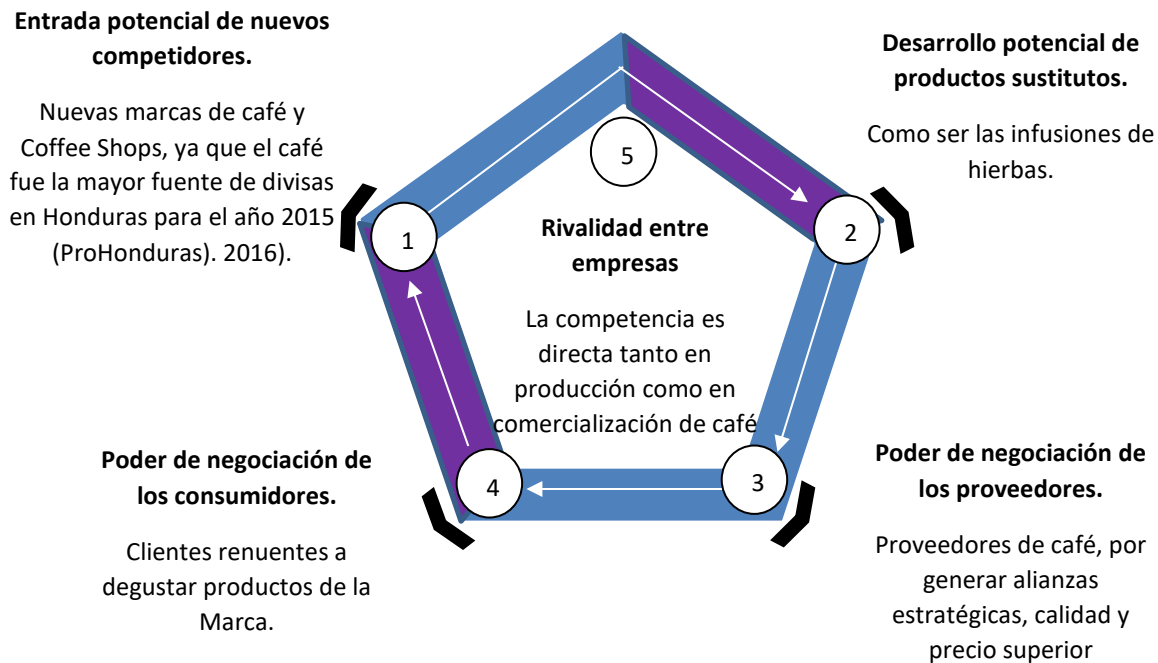 Entrada potencial de nuevos
competidores.
Nuevas marcas de café y
Coffee Shops, ya que el café
fue la mayor fuente de divisas
en Honduras para el año 2015
(ProHonduras). 2016).
1
5
Rivalidad entre
empresas
La competencia es
directa tanto en
producción como en
comercialización de café
Desarrollo potencial de
productos sustitutos.
Como ser las infusiones de
hierbas.
2
Poder de negociación de
los consumidores.
Clientes renuentes a
degustar productos de la
Marca.
4
3
Poder de negociación de
los proveedores.
Proveedores de café, por
generar alianzas
estratégicas, calidad y
precio superior